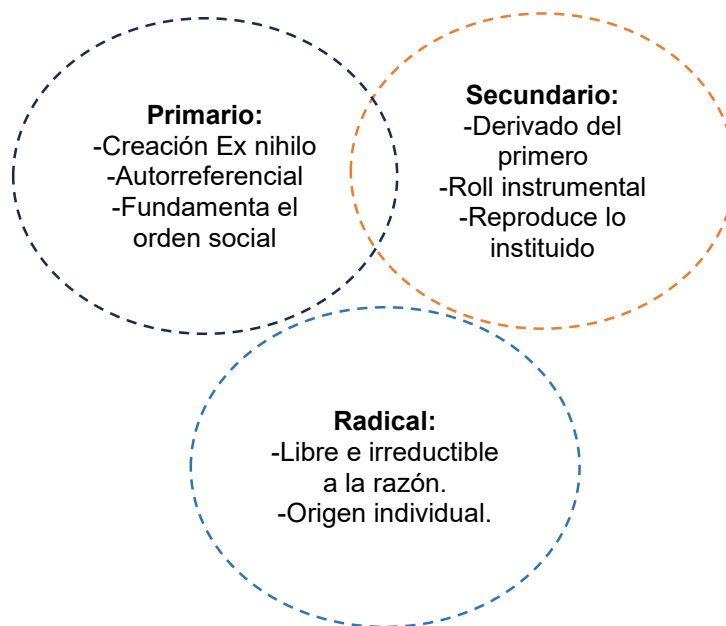 Primario:
-Creación Ex nihilo
-Autorreferencial
-Fundamenta el
orden social
Secundario:
-Derivado del
primero
-Roll instrumental
-Reproduce lo
instituido
Radical:
-Libre e irreductible
a la razón.
-Origen individual.